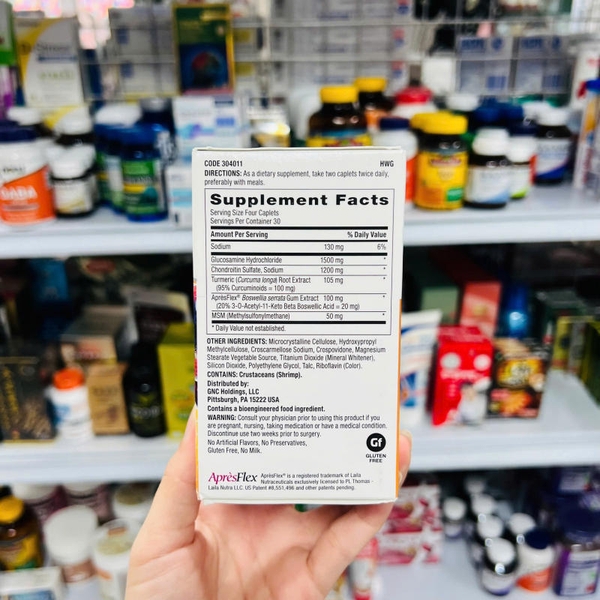 CODE 304011 HWG
DIRECTIONS: As a dietary supplement, take two caplets twice daily,
preferably with meals.
Supplement Facts
Serving Size Four Caplets
Servings Per Container 30
Amount Per Serving % Daily Value
Sodium 130 mg 6%
Glucosamine Hydrochloride 1500 mg *
Chondroitin Sulfate, Sodium 1200 mg *
Turmeric (Curcuma longa) Root Extract 105 mg *
(95% Curcuminoids = 100 mg)
AprèsFlex® Boswellia serrata Gum Extract 100 mg *
(20% 3-O-Acetyl-11-Keto Beta Boswellic Acid = 20 mg)
MSM (Methylsulfonylmethane) 50 mg *
* Daily Value not established.
OTHER INGREDIENTS: Microcrystalline Cellulose, Hydroxypropyl
Methylcellulose, Croscarmellose Sodium, Crospovidone, Magnesium
Stearate Vegetable Source, Titanium Dioxide (Mineral Whitener),
Silicon Dioxide, Polyethylene Glycol, Talc, Riboflavin (Color).
CONTAINS: Crustaceans (Shrimp).
Distributed by:
GNC Holdings, LLC
Pittsburgh, PA 15222 USA
Contains a bioengineered food ingredient.
WARNING: Consult your physician prior to using this product if you
are pregnant, nursing, taking medication or have a medical condition.
Discontinue use two weeks prior to surgery.
No Artificial Flavors, No Preservatives,
Gluten Free, No Milk.
Gf
GLUTEN
FREE
AprèsFlex AprèsFlex® is a registered trademark of Laila
Nutraceuticals exclusively licensed to PL Thomas -
Laila Nutra LLC. US Patent #8,551,496 and other patents pending.